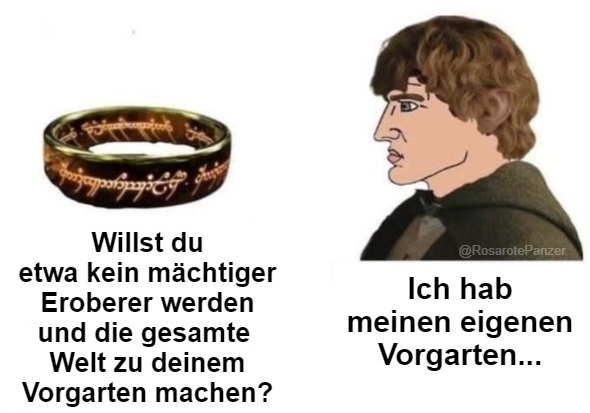 Willst du
etwa kein mächtiger
Eroberer werden
und die gesamte
Welt zu deinem
Vorgarten machen?
@RosarotePanzer
Ich hab
meinen eigenen
Vorgarten...